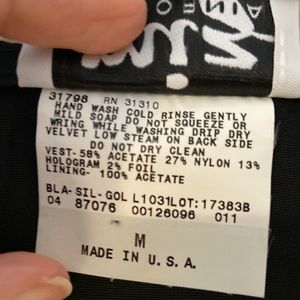 31798 RN 31310
HAND WASH COLD RINSE GENTLY
MILD SOAP DO NOT SQUEEZE OR
WRING WHILE WASHING DRIP DRY
VELVET LOW STEAM ON BACK SIDE
DO NOT DRY CLEAN
VEST-58% ACETATE 27% NYLON 13%
HOLOGRAM 2% FOIL
LINING- 100% ACETATE
BLA-SIL-GOL L1031LOT:17383B
04 87076 00126096 011
M
MADE IN U.S.A.